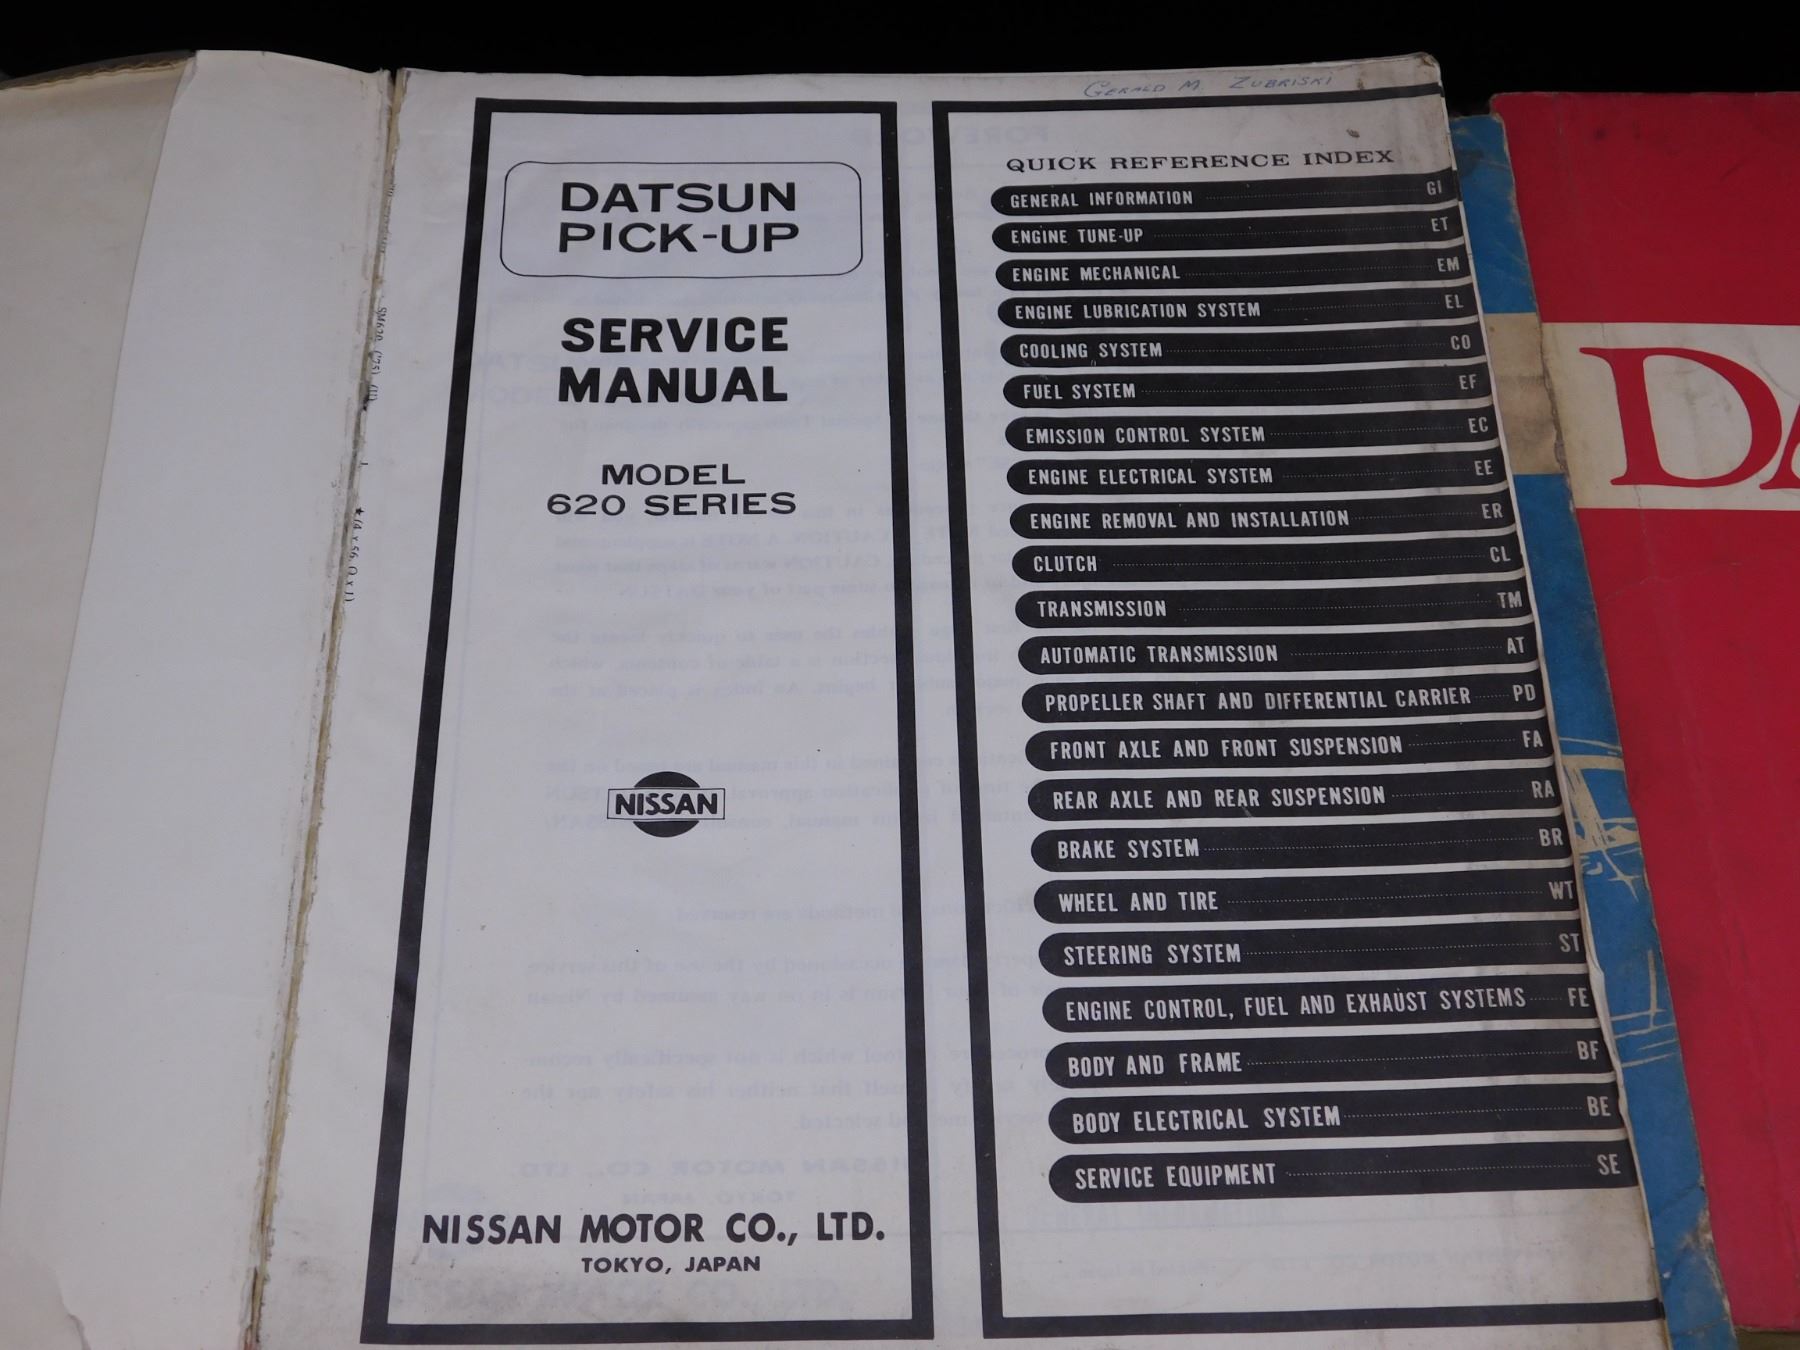 GERALD M. ZUBRISKI
DATSUN
PICK-UP
SERVICE
MANUAL
MODEL
620 SERIES
NISSAN
NISSAN MOTOR CO., LTD.
TOKYO, JAPAN
QUICK REFERENCE INDEX
GENERAL INFORMATION GI
ENGINE TUNE-UP ET
ENGINE MECHANICAL EM
ENGINE LUBRICATION SYSTEM EL
COOLING SYSTEM CO
FUEL SYSTEM EF
EMISSION CONTROL SYSTEM EC
ENGINE ELECTRICAL SYSTEM EE
ENGINE REMOVAL AND INSTALLATION ER
CLUTCH CL
TRANSMISSION TM
AUTOMATIC TRANSMISSION AT
PROPELLER SHAFT AND DIFFERENTIAL CARRIER PD
FRONT AXLE AND FRONT SUSPENSION FA
REAR AXLE AND REAR SUSPENSION RA
BRAKE SYSTEM BR
WHEEL AND TIRE WT
STEERING SYSTEM ST
ENGINE CONTROL, FUEL AND EXHAUST SYSTEMS FE
BODY AND FRAME BF
BODY ELECTRICAL SYSTEM BE
SERVICE EQUIPMENT SE
DA